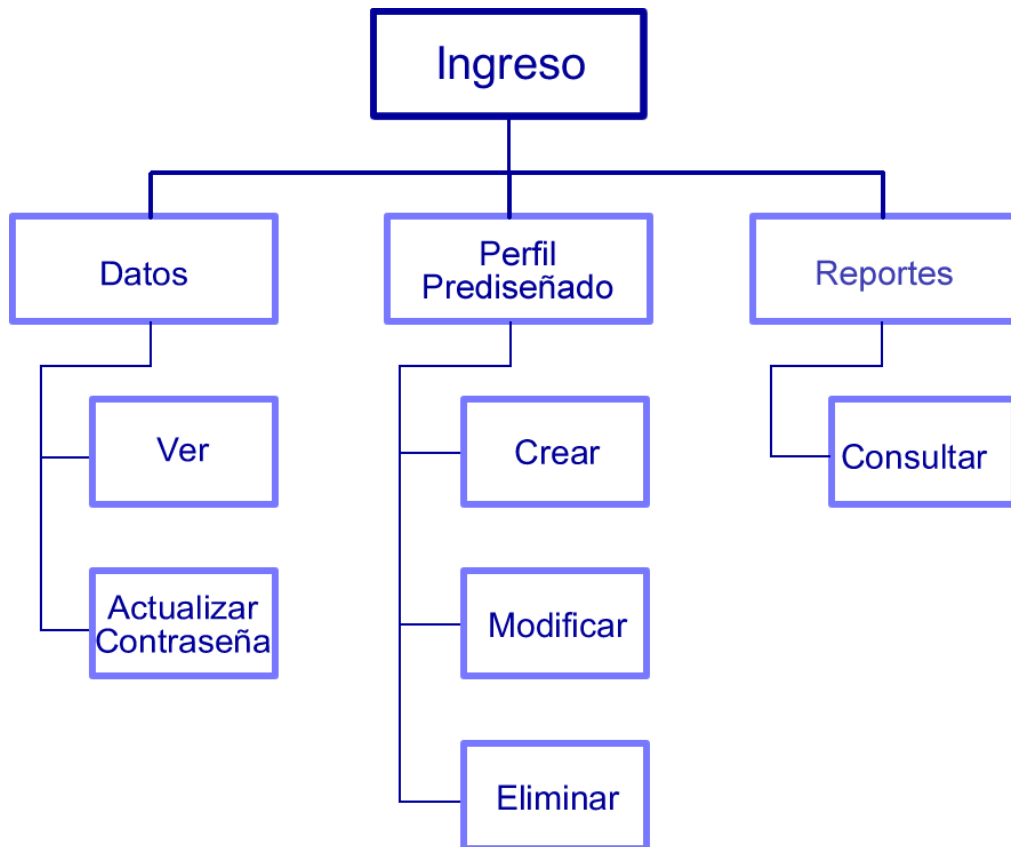 Ingreso
Datos
Perfil
Prediseñado
Reportes
Ver
Crear
Consultar
Actualizar
Contraseña
Modificar
Eliminar